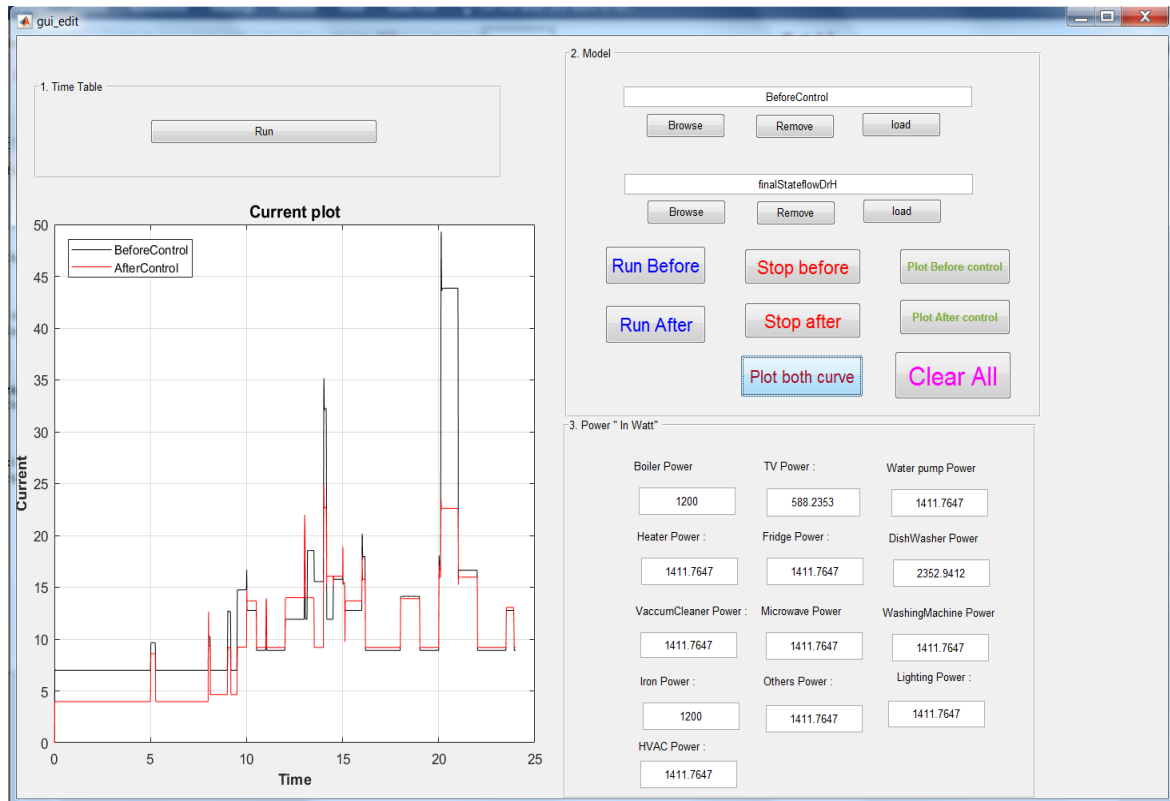 gui_edit
1. Time Table
Run
Current plot
BeforeControl
AfterControl
50
45
40
35
30
25
20
15
10
5
0
Current
0 5 10 15 20 25
Time
2. Model
BeforeControl
Browse Remove load
finalStateflowDrH
Browse Remove load
Run Before Stop before Plot Before control
Run After Stop after Plot After control
Plot both curve Clear All
3. Power " In Watt"
Boiler Power TV Power : Water pump Power
1200 588.2353 1411.7647
Heater Power : Fridge Power : DishWasher Power
1411.7647 1411.7647 2352.9412
VaccumCleaner Power : Microwave Power WashingMachine Power
1411.7647 1411.7647 1411.7647
Iron Power : Others Power : Lighting Power :
1200 1411.7647 1411.7647
HVAC Power :
1411.7647